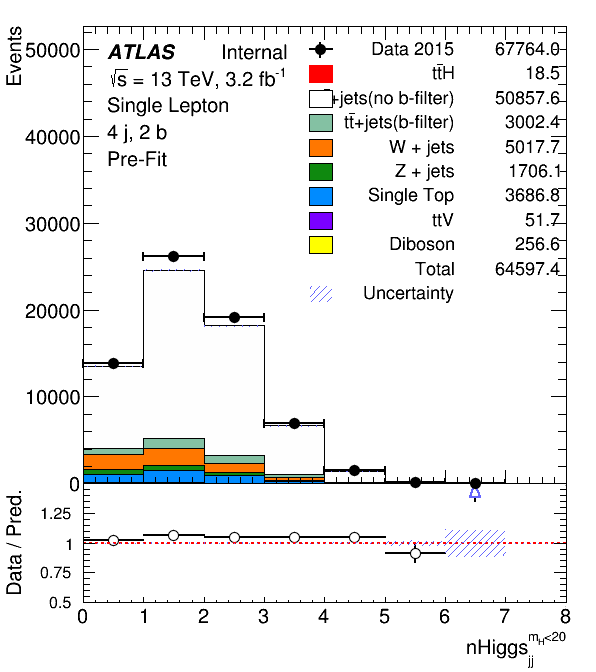 Events
50000
40000
30000
20000
10000
0
ATLAS Internal
√s = 13 TeV, 3.2 fb⁻¹
Single Lepton
4 j, 2 b
Pre-Fit
Data 2015 67764.0
tt̄H 18.5
+jets(no b-filter) 50857.6
tt̄+jets(b-filter) 3002.4
W + jets 5017.7
Z + jets 1706.1
Single Top 3686.8
ttV 51.7
Diboson 256.6
Total 64597.4
Uncertainty
Data / Pred.
1.25
1
0.75
0.5
0 1 2 3 4 5 6 7 8
nHiggs_jj^{m_H<20}